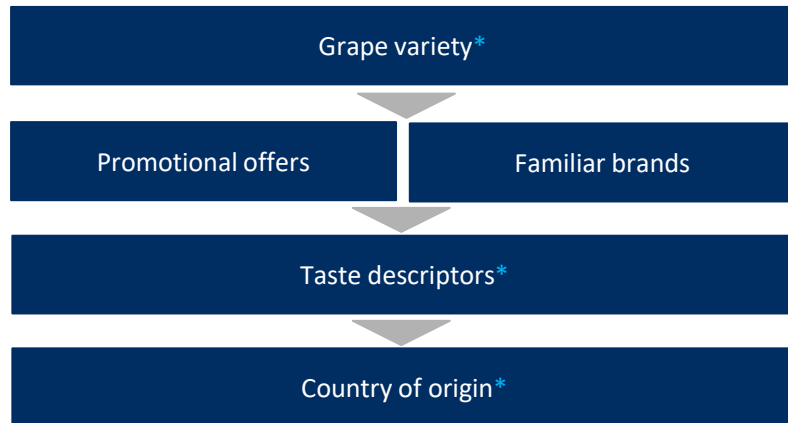 Grape variety*
Promotional offers
Familiar brands
Taste descriptors*
Country of origin*